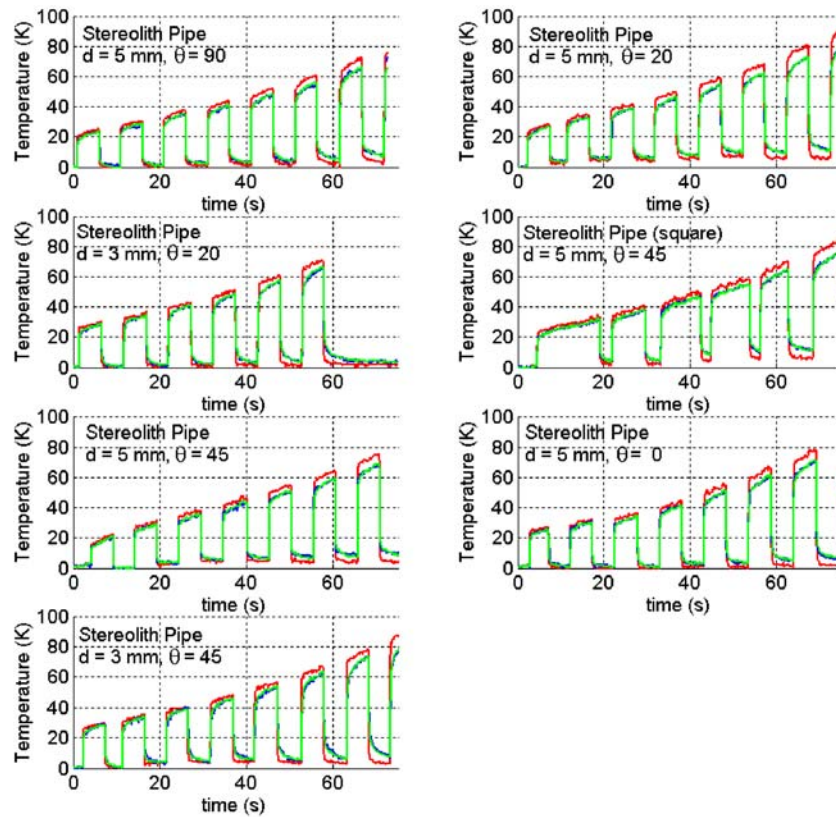 Stereolith Pipe
d = 5 mm, θ = 90
Temperature (K)
100
80
60
40
20
0
0 20 40 60
time (s)
Stereolith Pipe
d = 5 mm, θ = 20
Temperature (K)
100
80
60
40
20
0
0 20 40 60
time (s)
Stereolith Pipe
d = 3 mm, θ = 20
Temperature (K)
100
80
60
40
20
0
0 20 40 60
time (s)
Stereolith Pipe (square)
d = 5 mm, θ = 45
Temperature (K)
100
80
60
40
20
0
0 20 40 60
time (s)
Stereolith Pipe
d = 5 mm, θ = 45
Temperature (K)
100
80
60
40
20
0
0 20 40 60
time (s)
Stereolith Pipe
d = 5 mm, θ = 0
Temperature (K)
100
80
60
40
20
0
0 20 40 60
time (s)
Stereolith Pipe
d = 3 mm, θ = 45
Temperature (K)
100
80
60
40
20
0
0 20 40 60
time (s)